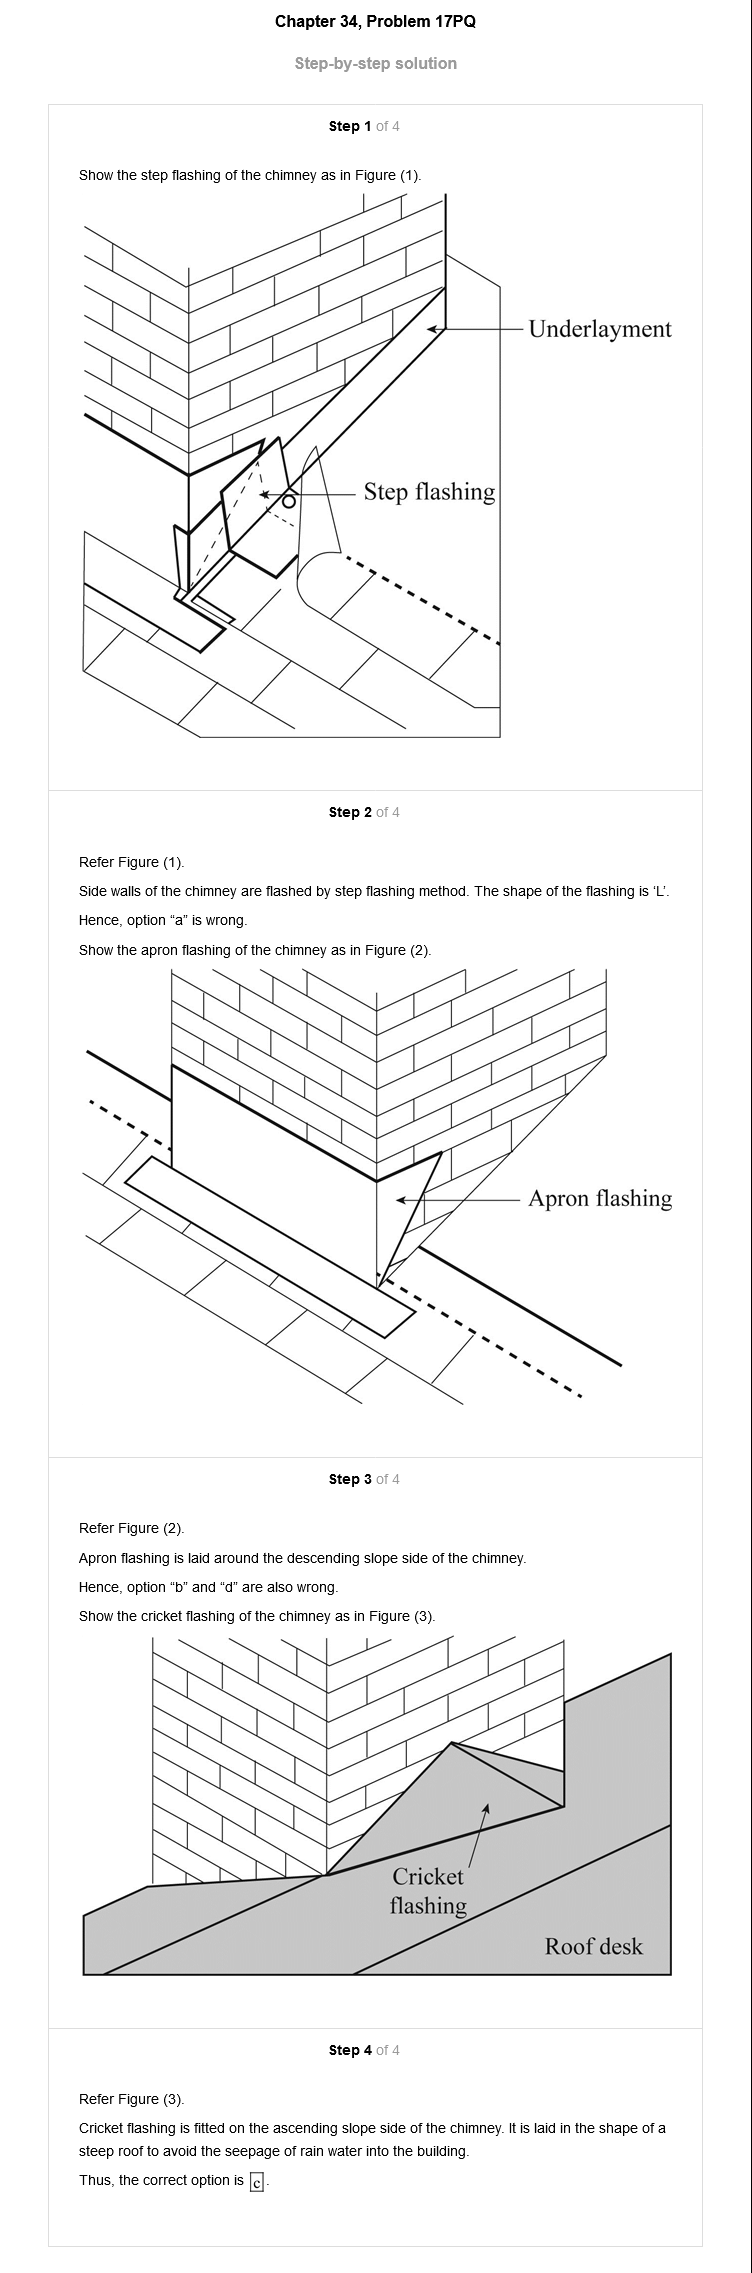 Chapter 34, Problem 17PQ
Step-by-step solution
Step 1 of 4
Show the step flashing of the chimney as in Figure (1).
Underlayment
Step flashing
Step 2 of 4
Refer Figure (1).
Side walls of the chimney are flashed by step flashing method. The shape of the flashing is ‘L’.
Hence, option “a” is wrong.
Show the apron flashing of the chimney as in Figure (2).
Apron flashing
Step 3 of 4
Refer Figure (2).
Apron flashing is laid around the descending slope side of the chimney.
Hence, option “b” and “d” are also wrong.
Show the cricket flashing of the chimney as in Figure (3).
Cricket
flashing
Roof desk
Step 4 of 4
Refer Figure (3).
Cricket flashing is fitted on the ascending slope side of the chimney. It is laid in the shape of a
steep roof to avoid the seepage of rain water into the building.
Thus, the correct option is c.